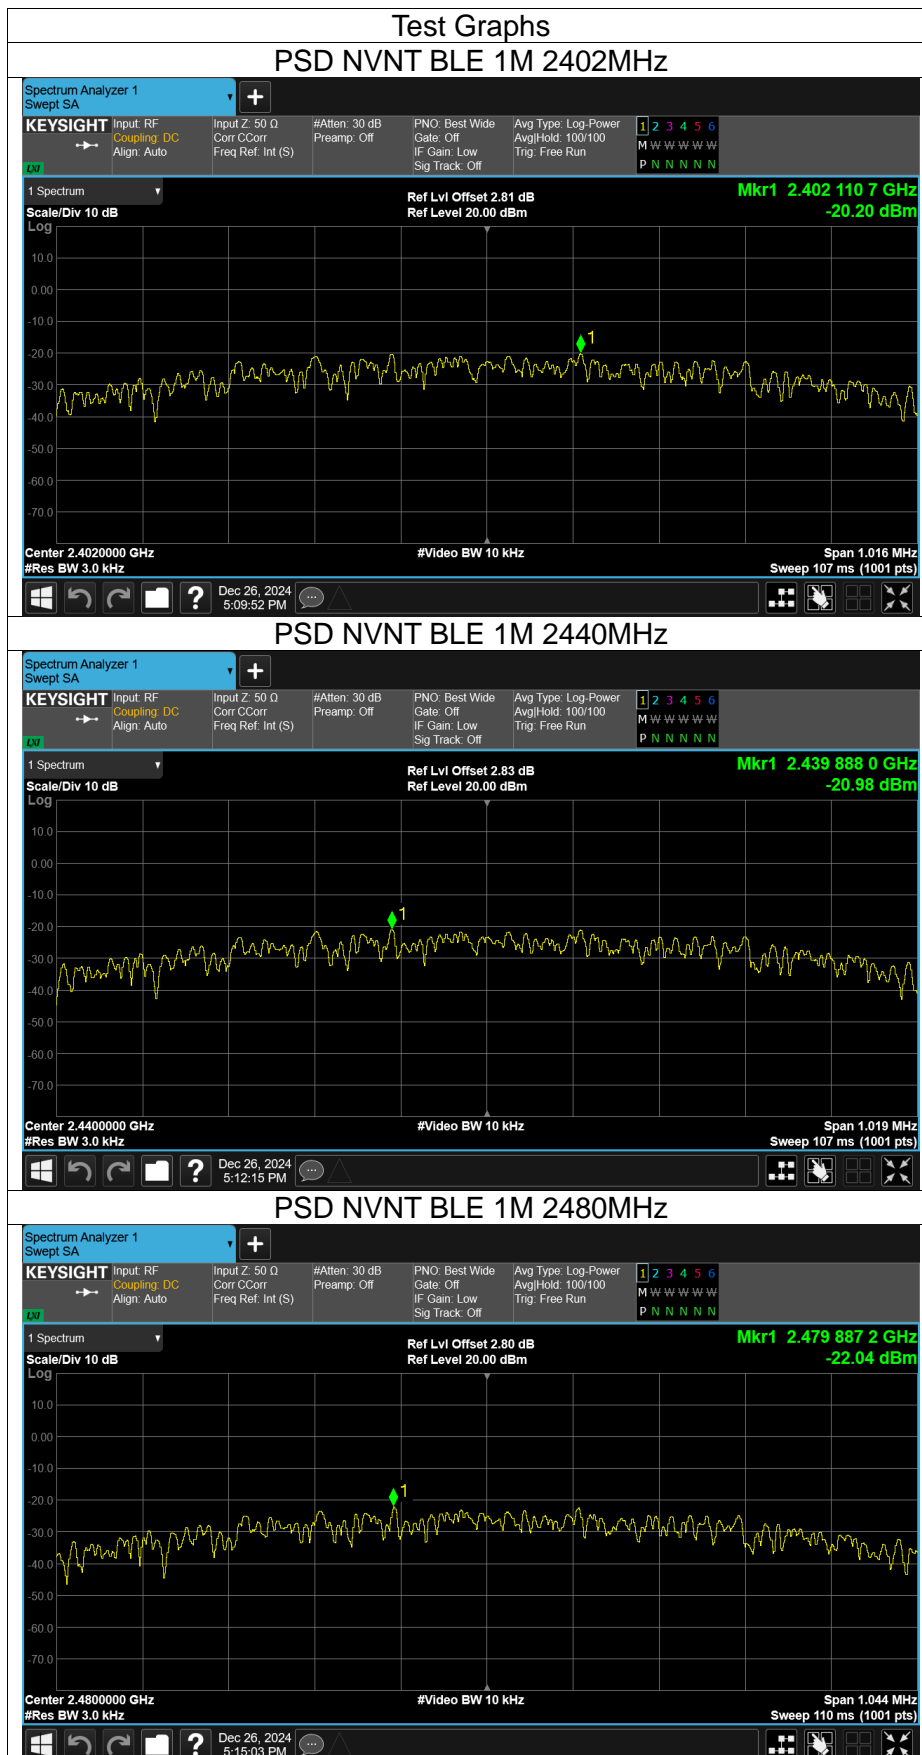 Test Graphs
PSD NVNT BLE 1M 2402MHz
Spectrum Analyzer 1
Swept SA
+
KEYSIGHT
LXI
Input: RF
Coupling: DC
Align: Auto
Input Z: 50 Ω
Corr CCorr
Freq Ref: Int (S)
#Atten: 30 dB
Preamp: Off
PNO: Best Wide
Gate: Off
IF Gain: Low
Sig Track: Off
Avg Type: Log-Power
Avg|Hold: 100/100
Trig: Free Run
1 2 3 4 5 6
M W W W W W
P N N N N N
1 Spectrum
Scale/Div 10 dB
Ref Lvl Offset 2.81 dB
Ref Level 20.00 dBm
Mkr1 2.402 110 7 GHz
-20.20 dBm
Log
10.0
0.00
-10.0
-20.0
-30.0
-40.0
-50.0
-60.0
-70.0
1
Center 2.4020000 GHz
#Res BW 3.0 kHz
#Video BW 10 kHz
Span 1.016 MHz
Sweep 107 ms (1001 pts)
?
Dec 26, 2024
5:09:52 PM
PSD NVNT BLE 1M 2440MHz
Spectrum Analyzer 1
Swept SA
+
KEYSIGHT
LXI
Input: RF
Coupling: DC
Align: Auto
Input Z: 50 Ω
Corr CCorr
Freq Ref: Int (S)
#Atten: 30 dB
Preamp: Off
PNO: Best Wide
Gate: Off
IF Gain: Low
Sig Track: Off
Avg Type: Log-Power
Avg|Hold: 100/100
Trig: Free Run
1 2 3 4 5 6
M W W W W W
P N N N N N
1 Spectrum
Scale/Div 10 dB
Ref Lvl Offset 2.83 dB
Ref Level 20.00 dBm
Mkr1 2.439 888 0 GHz
-20.98 dBm
Log
10.0
0.00
-10.0
-20.0
-30.0
-40.0
-50.0
-60.0
-70.0
1
Center 2.4400000 GHz
#Res BW 3.0 kHz
#Video BW 10 kHz
Span 1.019 MHz
Sweep 107 ms (1001 pts)
?
Dec 26, 2024
5:12:15 PM
PSD NVNT BLE 1M 2480MHz
Spectrum Analyzer 1
Swept SA
+
KEYSIGHT
LXI
Input: RF
Coupling: DC
Align: Auto
Input Z: 50 Ω
Corr CCorr
Freq Ref: Int (S)
#Atten: 30 dB
Preamp: Off
PNO: Best Wide
Gate: Off
IF Gain: Low
Sig Track: Off
Avg Type: Log-Power
Avg|Hold: 100/100
Trig: Free Run
1 2 3 4 5 6
M W W W W W
P N N N N N
1 Spectrum
Scale/Div 10 dB
Ref Lvl Offset 2.80 dB
Ref Level 20.00 dBm
Mkr1 2.479 887 2 GHz
-22.04 dBm
Log
10.0
0.00
-10.0
-20.0
-30.0
-40.0
-50.0
-60.0
-70.0
1
Center 2.4800000 GHz
#Res BW 3.0 kHz
#Video BW 10 kHz
Span 1.044 MHz
Sweep 110 ms (1001 pts)
?
Dec 26, 2024
5:15:03 PM